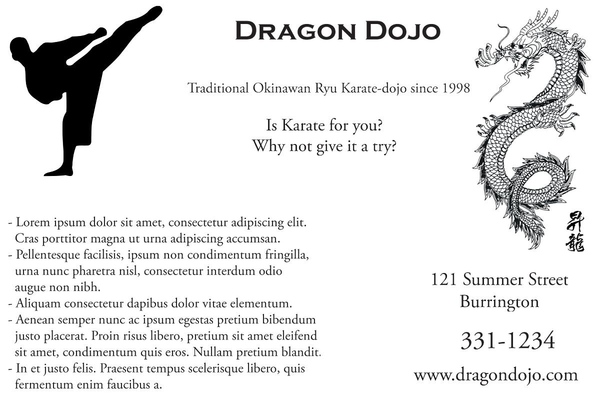 DRAGON DOJO
Traditional Okinawan Ryu Karate-dojo since 1998
Is Karate for you?
Why not give it a try?
昇
龍
- Lorem ipsum dolor sit amet, consectetur adipiscing elit.
Cras porttitor magna ut urna adipiscing accumsan.
- Pellentesque facilisis, ipsum non condimentum fringilla,
urna nunc pharetra nisl, consectetur interdum odio
augue non nibh.
- Aliquam consectetur dapibus dolor vitae elementum.
- Aenean semper nunc ac ipsum egestas pretium bibendum
justo placerat. Proin risus libero, pretium sit amet eleifend
sit amet, condimentum quis eros. Nullam pretium blandit.
- In et justo felis. Praesent tempus scelerisque libero, quis
fermentum enim faucibus a.
121 Summer Street
Burrington
331-1234
www.dragondojo.com